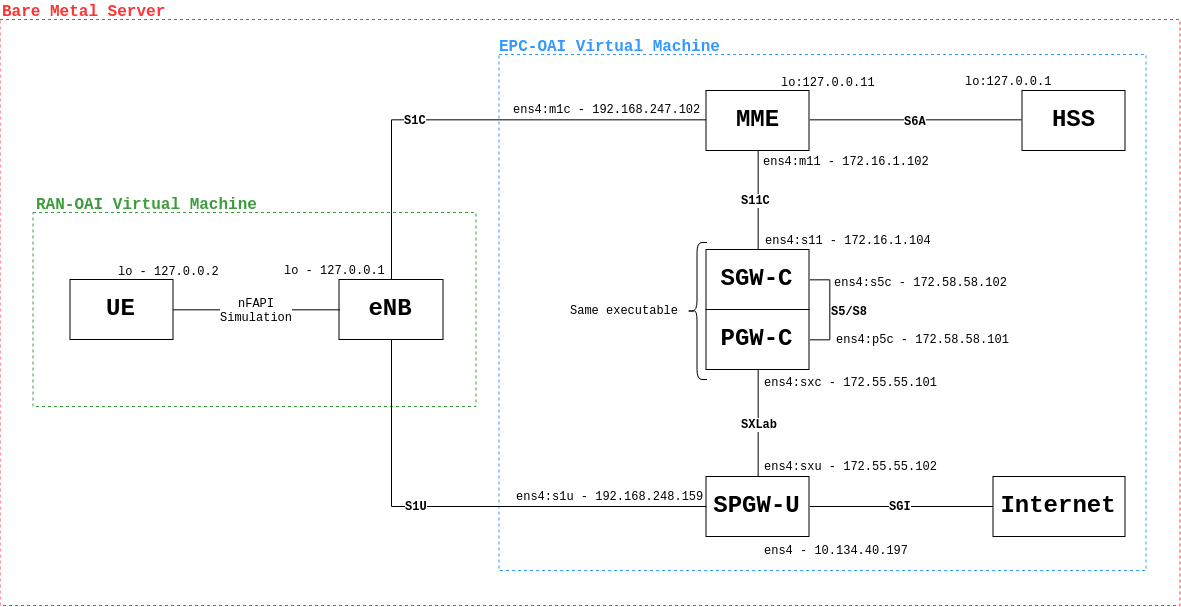 Bare Metal Server
EPC-OAI Virtual Machine
lo:127.0.0.11
lo:127.0.0.1
ens4:m1c - 192.168.247.102
MME
S6A
HSS
S1C
ens4:m11 - 172.16.1.102
S11C
RAN-OAI Virtual Machine
ens4:s11 - 172.16.1.104
lo - 127.0.0.2
lo - 127.0.0.1
UE
nFAPI
Simulation
eNB
Same executable
SGW-C
ens4:s5c - 172.58.58.102
S5/S8
PGW-C
ens4:p5c - 172.58.58.101
ens4:sxc - 172.55.55.101
SXLab
ens4:sxu - 172.55.55.102
S1U
ens4:s1u - 192.168.248.159
SPGW-U
SGI
Internet
ens4 - 10.134.40.197